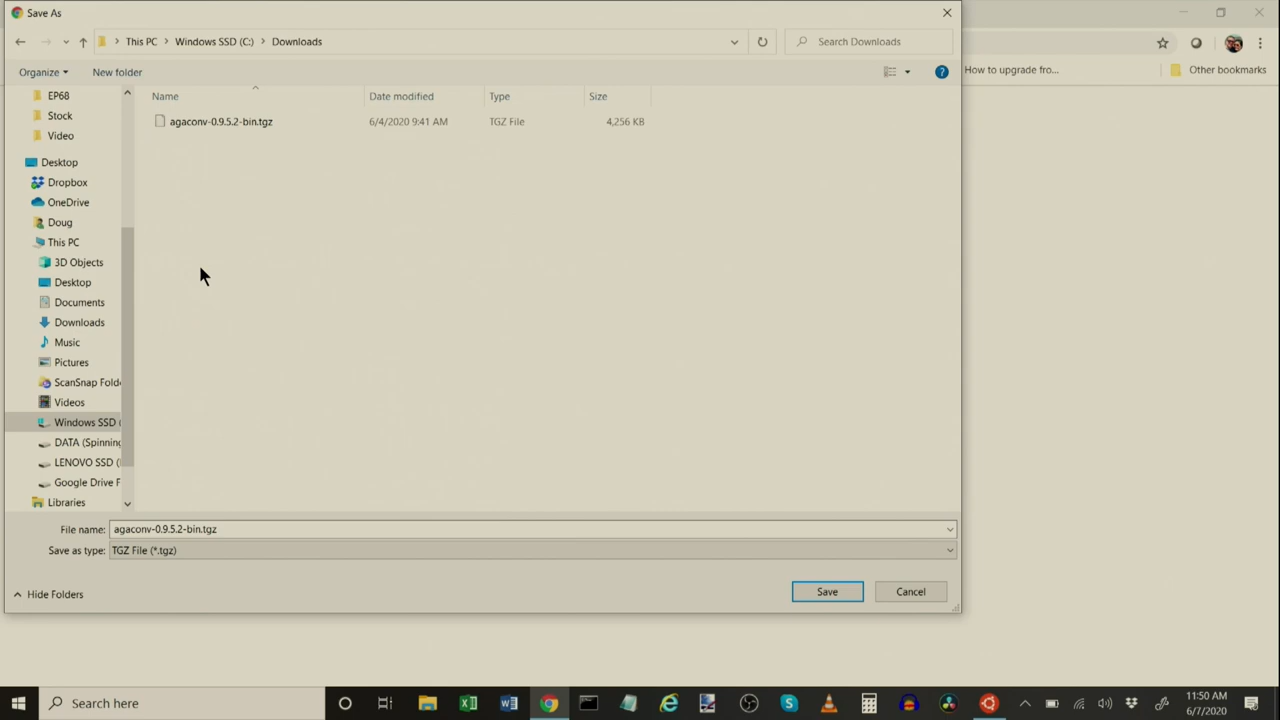 Save As
This PC > Windows SSD (C:) > Downloads
Search Downloads
How to upgrade fro...
Other bookmarks
Organize
New folder
Name
Date modified
Type
Size
EP68
Stock
Video
Desktop
Dropbox
OneDrive
Doug
This PC
3D Objects
Desktop
Documents
Downloads
Music
Pictures
ScanSnap Folde
Videos
Windows SSD (
DATA (Spinning
LENOVO SSD (
Google Drive F
Libraries
agaconv-0.9.5.2-bin.tgz
6/4/2020 9:41 AM
TGZ File
4,256 KB
File name: agaconv-0.9.5.2-bin.tgz
Save as type: TGZ File (*.tgz)
Hide Folders
Save
Cancel
Search here
11:50 AM
6/7/2020